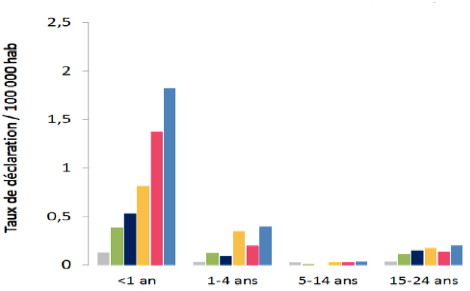 Taux de déclaration / 100 000 hab
2,5
2
1,5
1
0,5
0
<1 an
1-4 ans
5-14 ans
15-24 ans